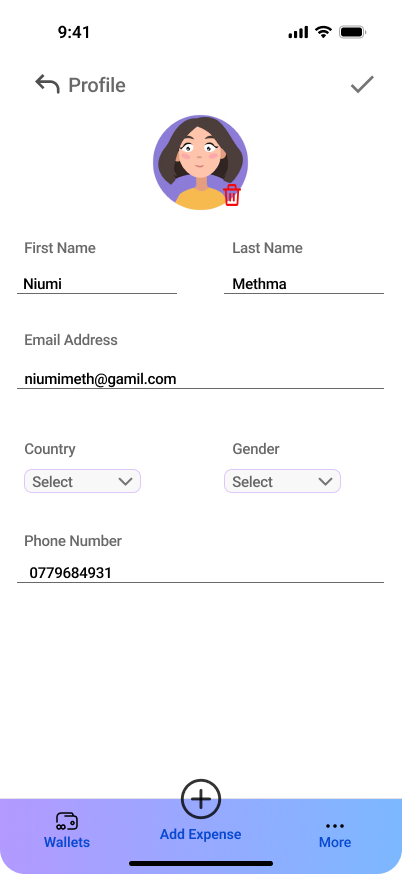 9:41
Profile
First Name Last Name
Niumi Methma
Email Address
niumimeth@gamil.com
Country Gender
Select Select
Phone Number
0779684931
Wallets Add Expense More